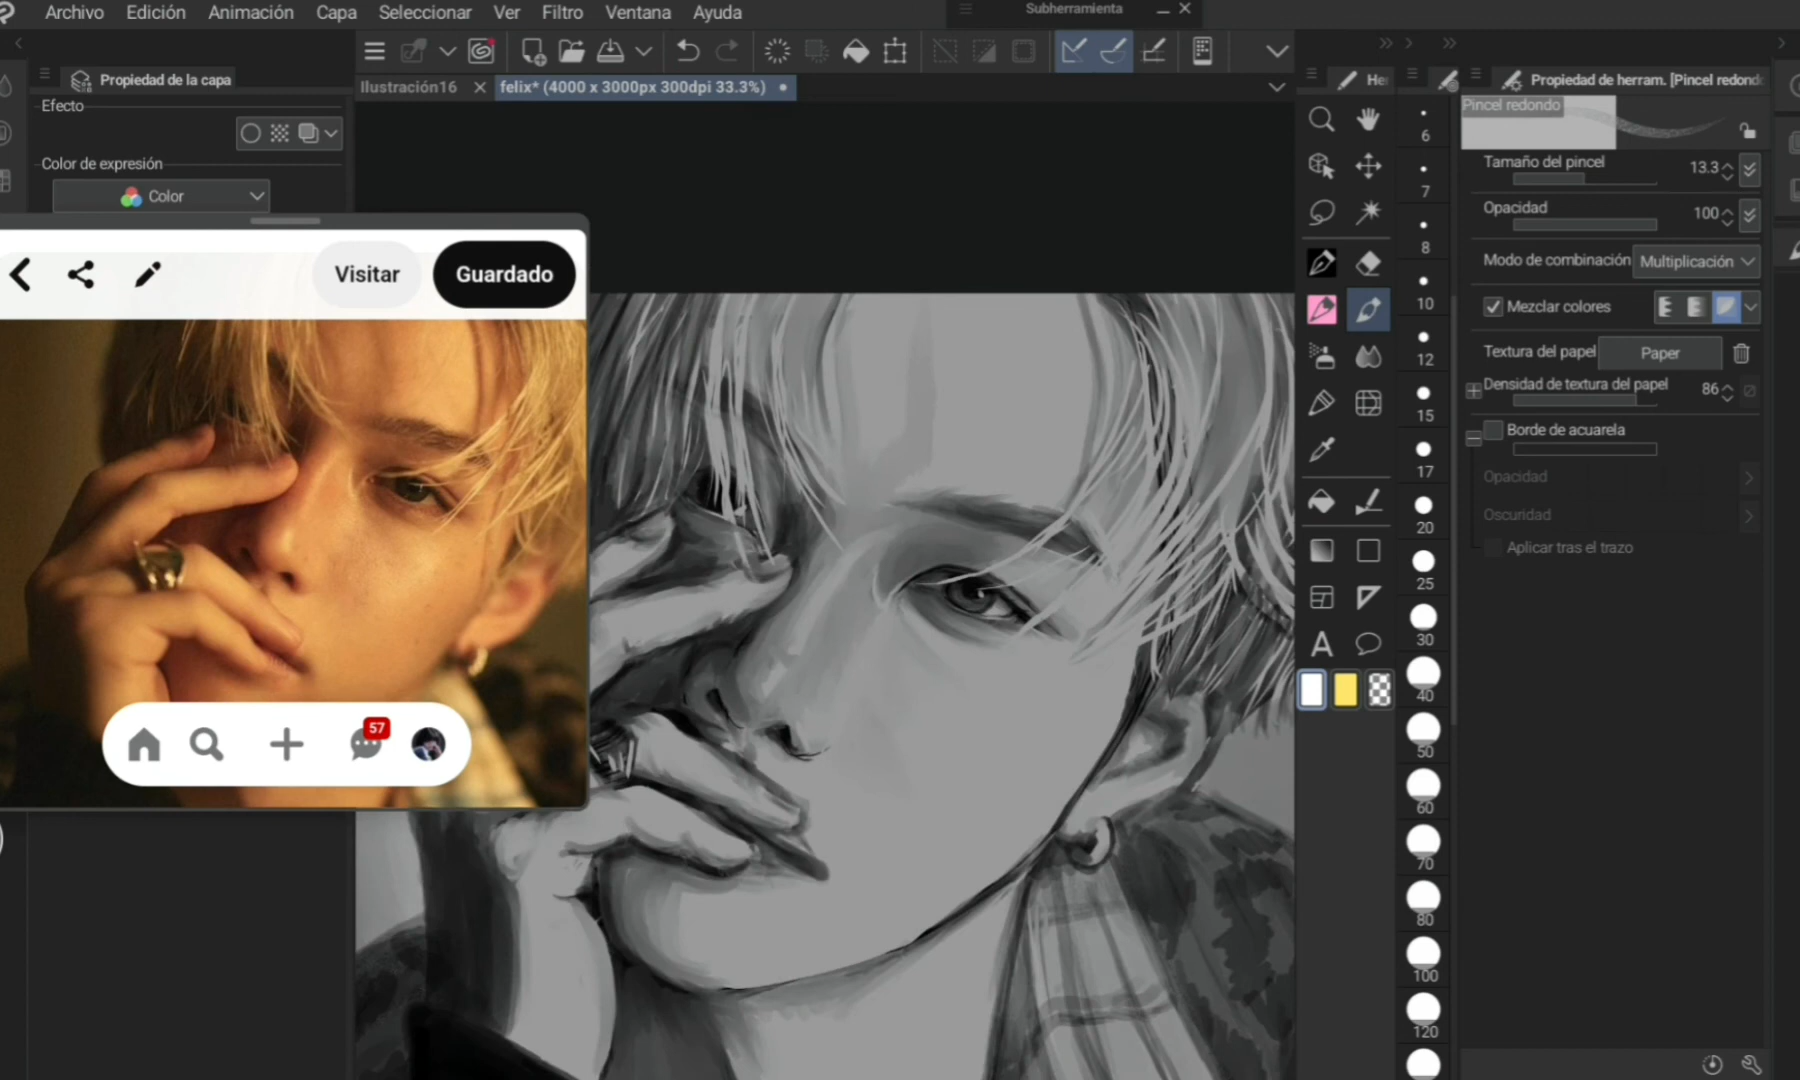 Archivo Edición Animación Capa Seleccionar Ver Filtro Ventana Ayuda
Subherramienta
Propiedad de la capa
Efecto
Color de expresión
Color
Ilustración16
felix* (4000 x 3000px 300dpi 33.3%)
Visitar
Guardado
57
A
6
7
8
10
12
15
17
20
25
30
40
50
60
70
80
100
120
Propiedad de herram. [Pincel redond
Pincel redondo
Tamaño del pincel 13.3
Opacidad 100
Modo de combinación Multiplicación
Mezclar colores
Textura del papel Paper
Densidad de textura del papel 86
Borde de acuarela
Opacidad
Oscuridad
Aplicar tras el trazo